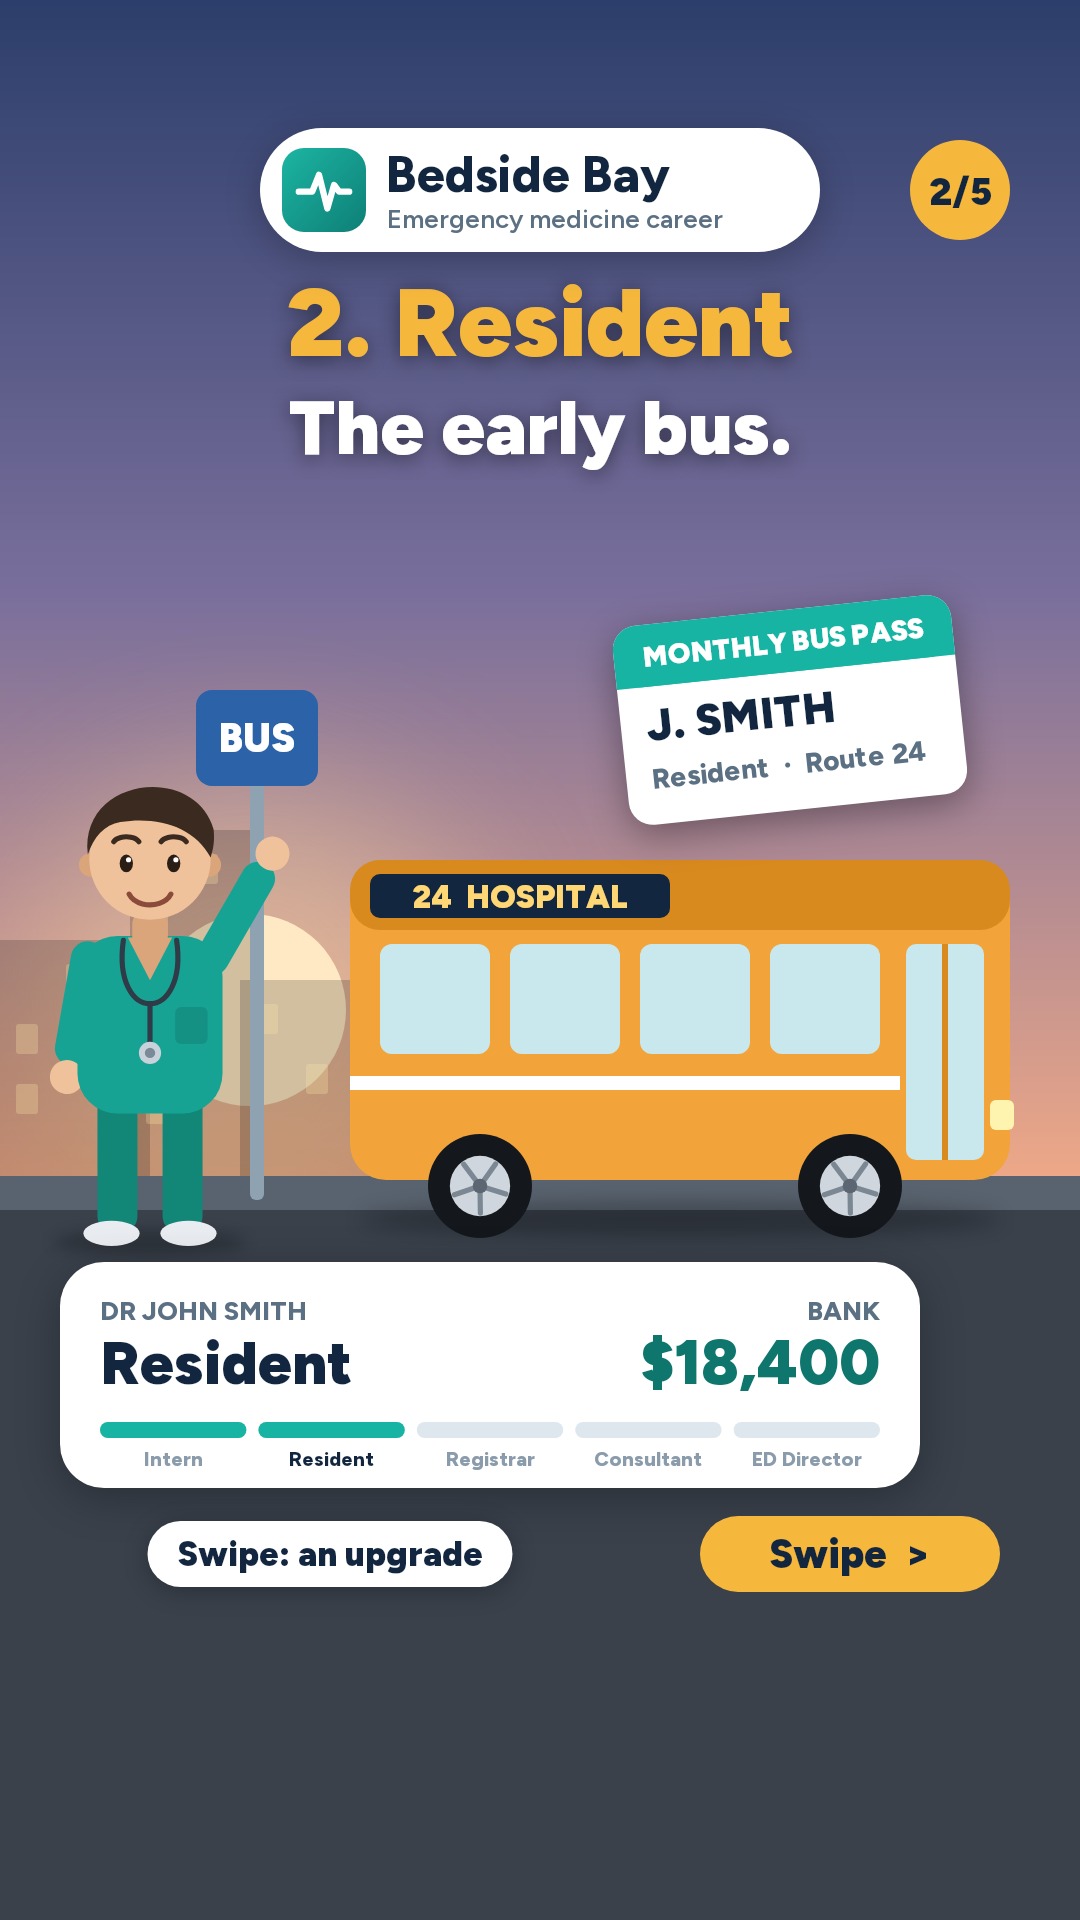 Bedside Bay
Emergency medicine career
2/5
2. Resident
The early bus.
MONTHLY BUS PASS
J. SMITH
Resident · Route 24
BUS
24 HOSPITAL
DR JOHN SMITH
BANK
Resident
$18,400
Intern
Resident
Registrar
Consultant
ED Director
Swipe: an upgrade
Swipe >